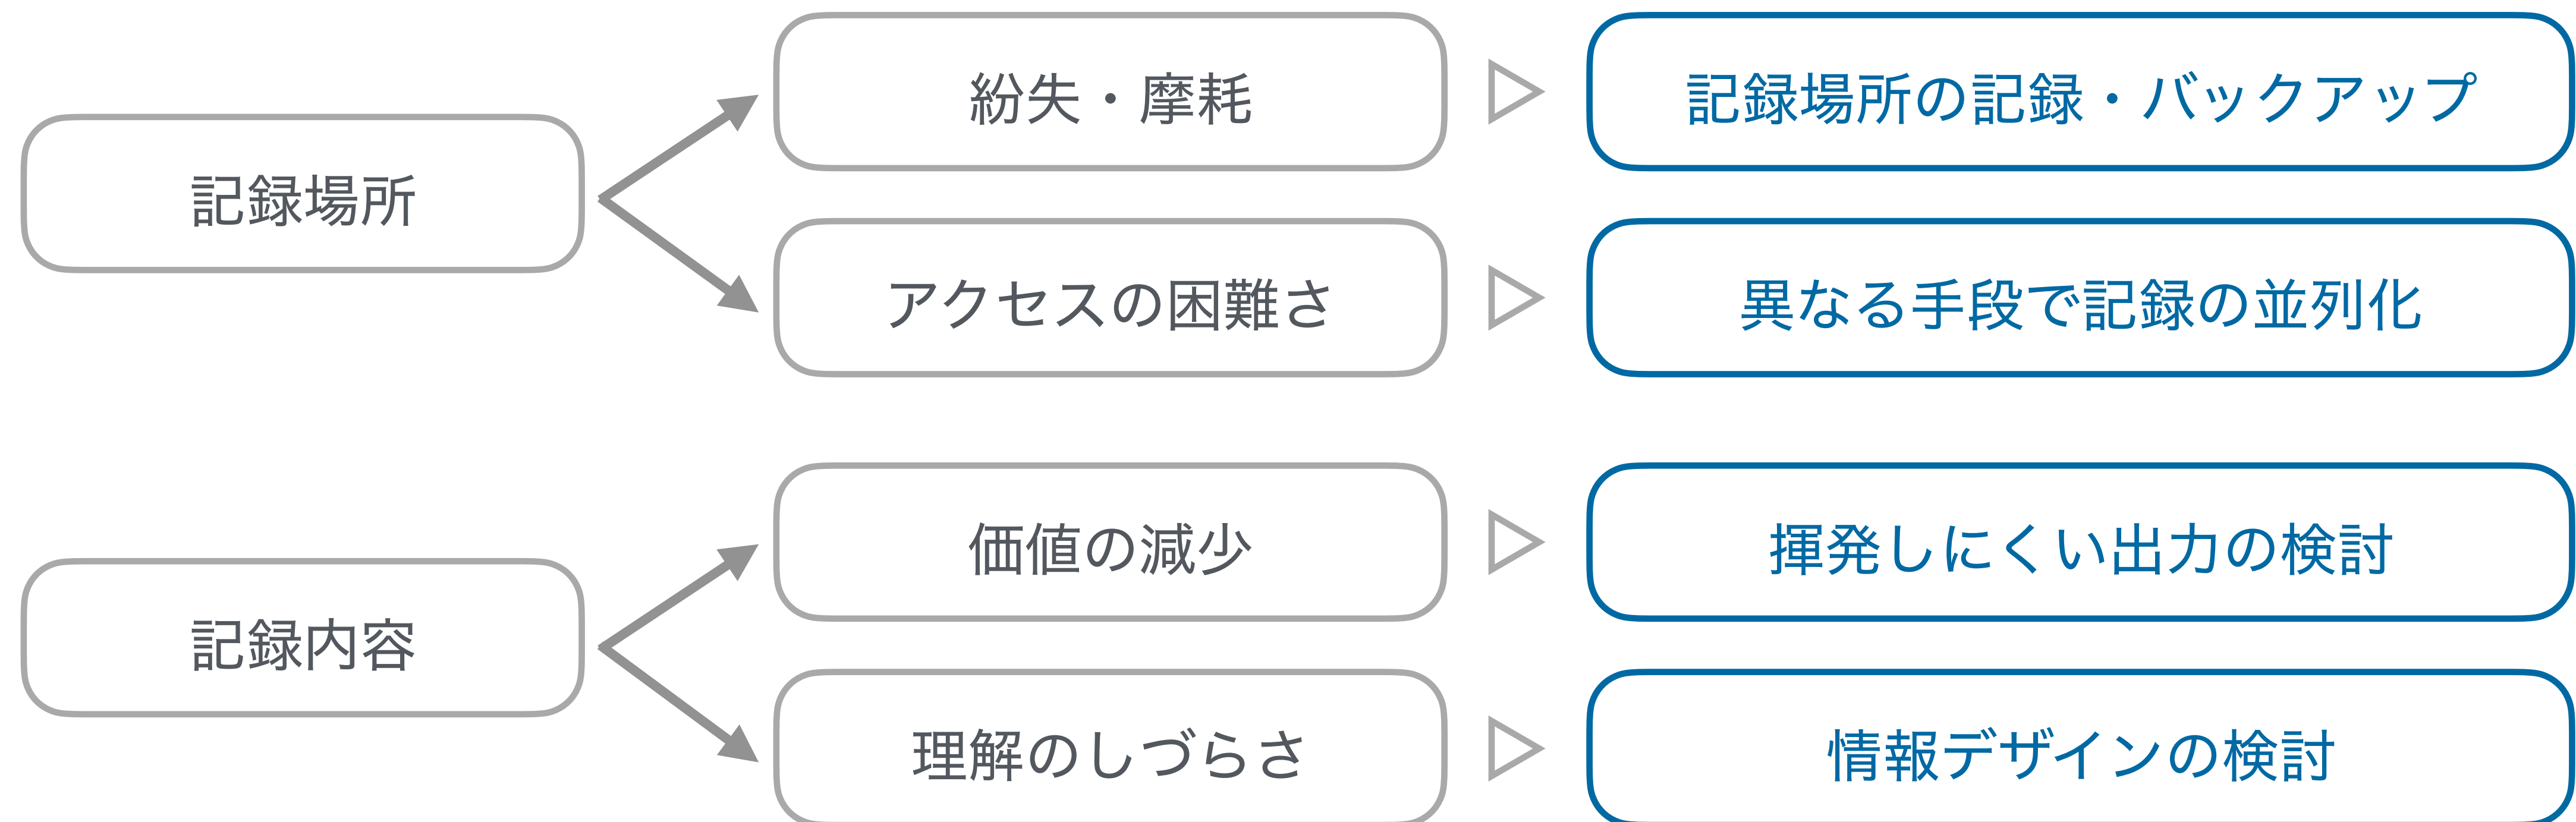 記録場所
紛失・摩耗
記録場所の記録・バックアップ
アクセスの困難さ
異なる手段で記録の並列化
記録内容
価値の減少
揮発しにくい出力の検討
理解のしづらさ
情報デザインの検討